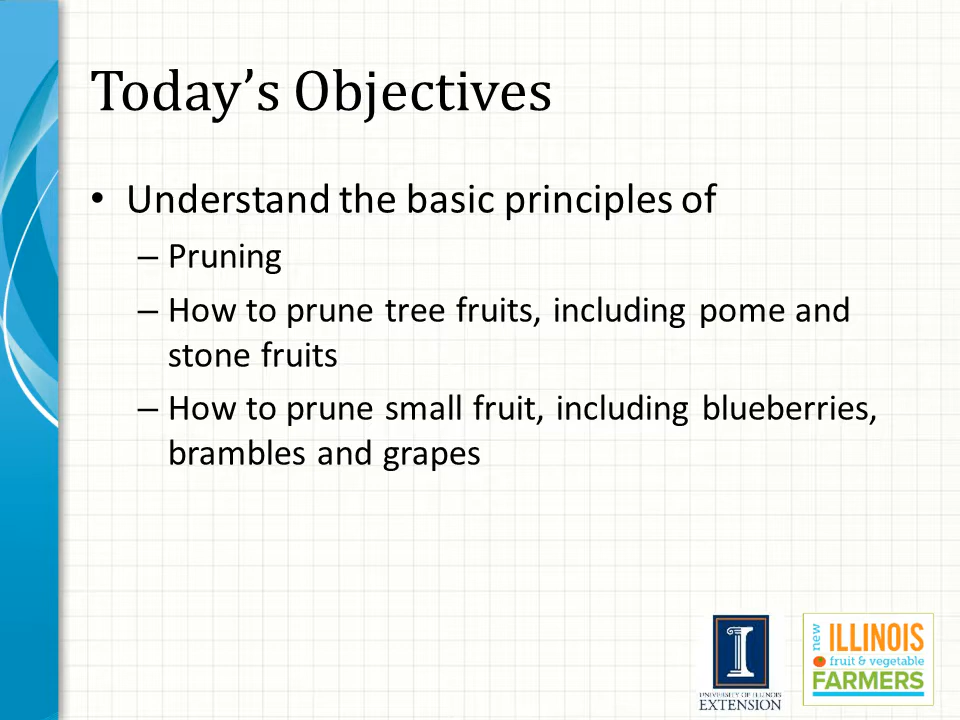 Today’s Objectives
• Understand the basic principles of
– Pruning
– How to prune tree fruits, including pome and
stone fruits
– How to prune small fruit, including blueberries,
brambles and grapes
I
UNIVERSITY OF ILLINOIS
EXTENSION
new
ILLINOIS
fruit & vegetable
FARMERS